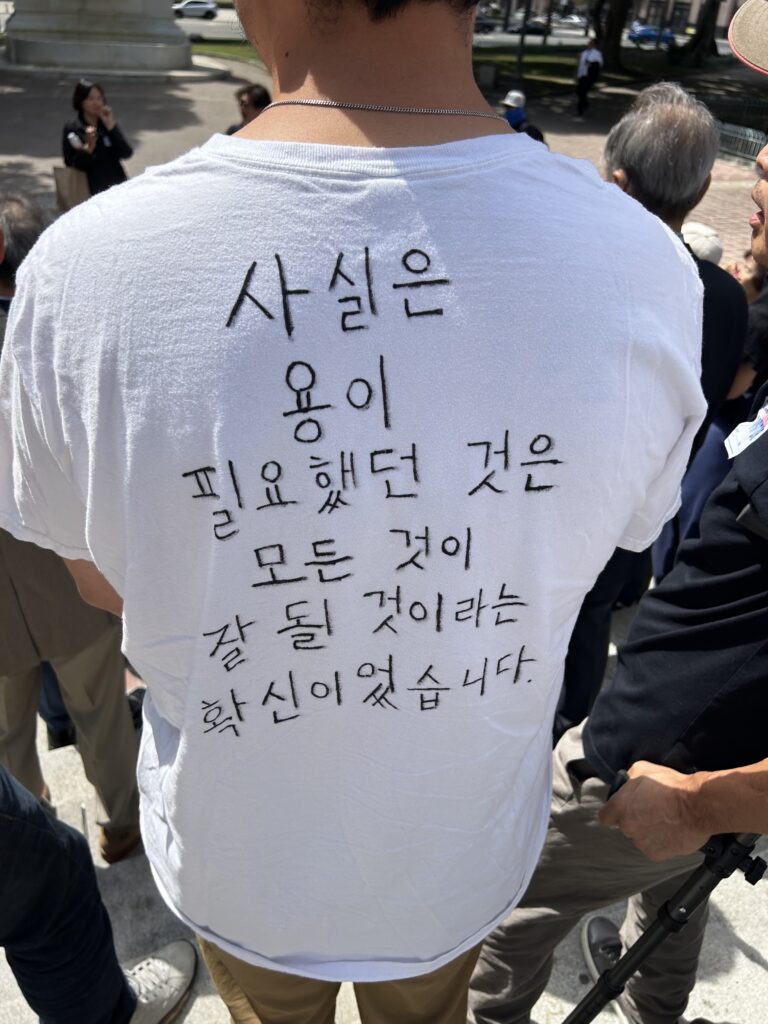 사실은
용이
필요했던 것은
모든 것이
잘 될 것이라는
확신이었습니다.